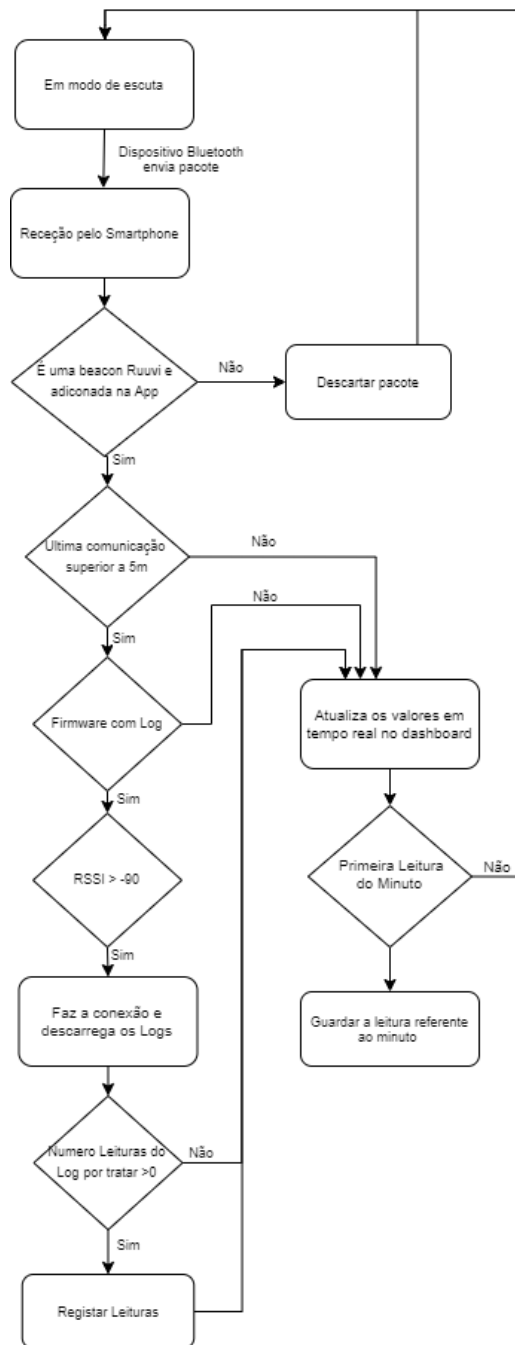 Em modo de escuta
Dispositivo Bluetooth
envia pacote
Receção pelo Smartphone
É uma beacon Ruuvi e
adiconada na App
Não
Descartar pacote
Sim
Ultima comunicação
superior a 5m
Não
Sim
Não
Firmware com Log
Atualiza os valores em
tempo real no dashboard
Sim
RSSI > -90
Primeira Leitura
do Minuto
Não
Sim
Faz a conexão e
descarrega os Logs
Guardar a leitura referente
ao minuto
Numero Leituras do
Log por tratar >0
Não
Sim
Registar Leituras